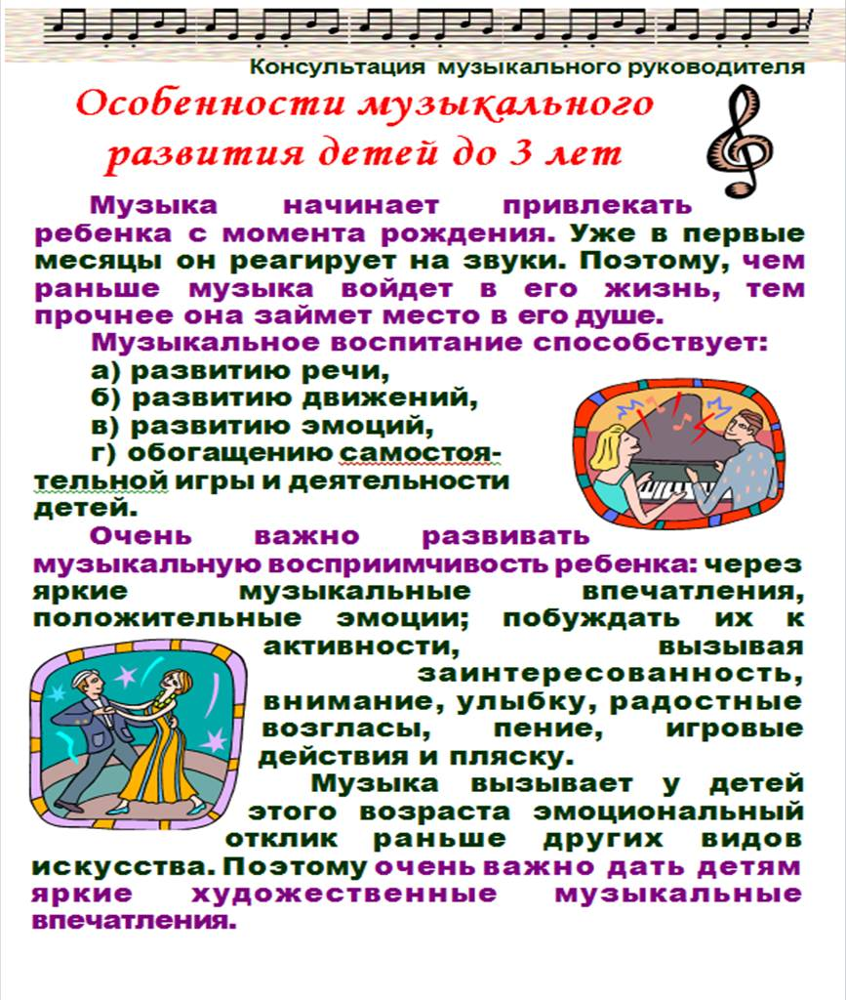 Консультация музыкального руководителя
Особенности музыкального
развития детей до 3 лет
Музыка начинает привлекать
ребенка с момента рождения. Уже в первые
месяцы он реагирует на звуки. Поэтому, чем
раньше музыка войдет в его жизнь, тем
прочнее она займет место в его душе.
Музыкальное воспитание способствует:
а) развитию речи,
б) развитию движений,
в) развитию эмоций,
г) обогащению самостоя-
тельной игры и деятельности
детей.
Очень важно развивать
музыкальную восприимчивость ребенка: через
яркие музыкальные впечатления,
положительные эмоции; побуждать их к
активности, вызывая
заинтересованность,
внимание, улыбку, радостные
возгласы, пение, игровые
действия и пляску.
Музыка вызывает у детей
этого возраста эмоциональный
отклик раньше других видов
искусства. Поэтому очень важно дать детям
яркие художественные музыкальные
впечатления.